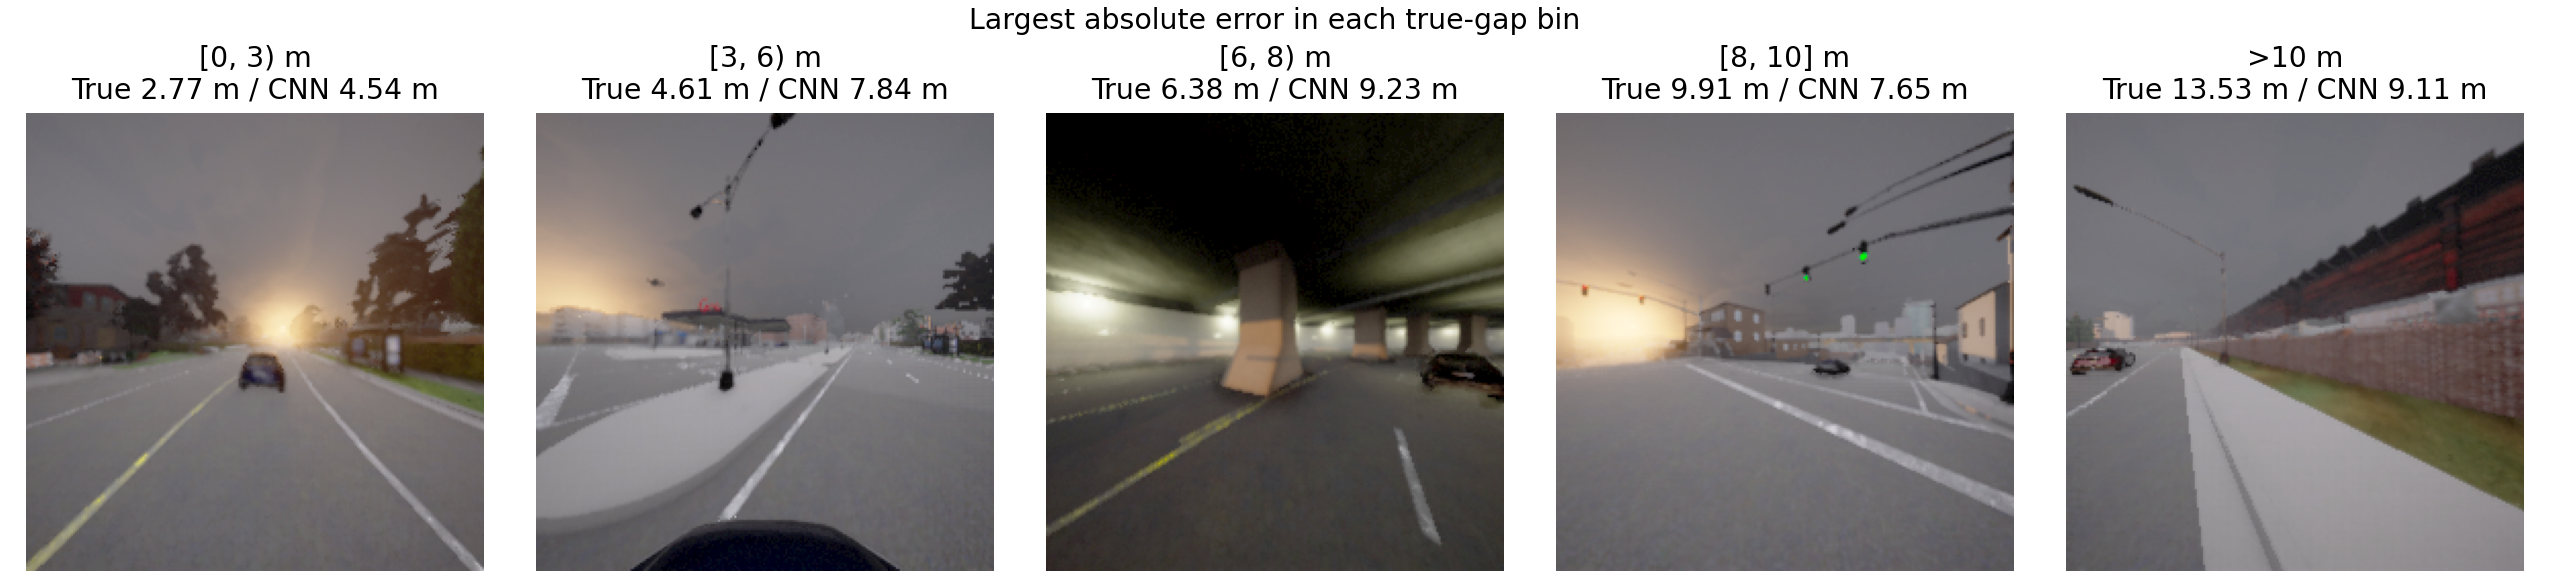 Largest absolute error in each true-gap bin
[0, 3) m
True 2.77 m / CNN 4.54 m
[3, 6) m
True 4.61 m / CNN 7.84 m
[6, 8) m
True 6.38 m / CNN 9.23 m
[8, 10] m
True 9.91 m / CNN 7.65 m
>10 m
True 13.53 m / CNN 9.11 m